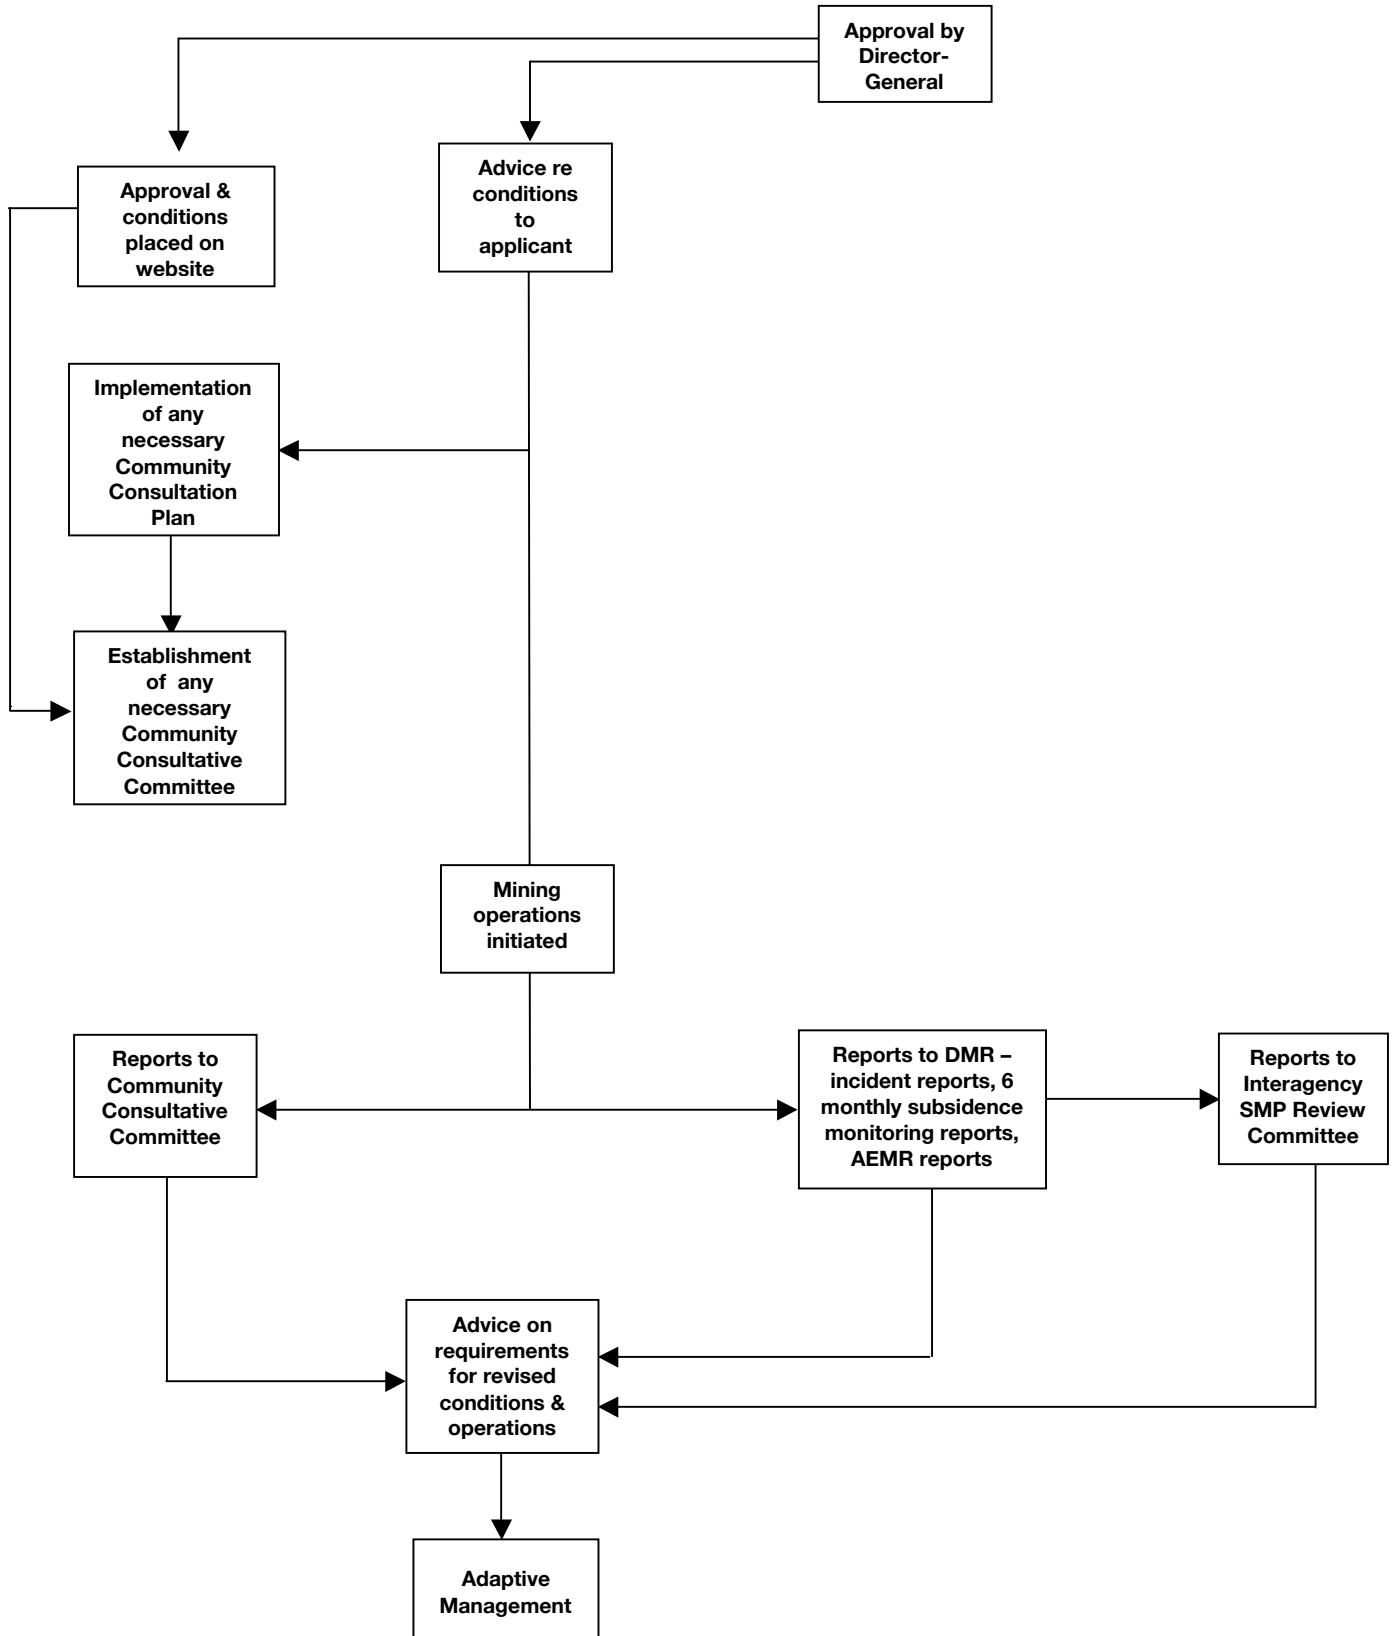 Approval by
Director-
General
Advice re
conditions
to
applicant
Approval &
conditions
placed on
website
Implementation
of any
necessary
Community
Consultation
Plan
Establishment
of any
necessary
Community
Consultative
Committee
Mining
operations
initiated
Reports to
Community
Consultative
Committee
Reports to DMR –
incident reports, 6
monthly subsidence
monitoring reports,
AEMR reports
Reports to
Interagency
SMP Review
Committee
Advice on
requirements
for revised
conditions &
operations
Adaptive
Management